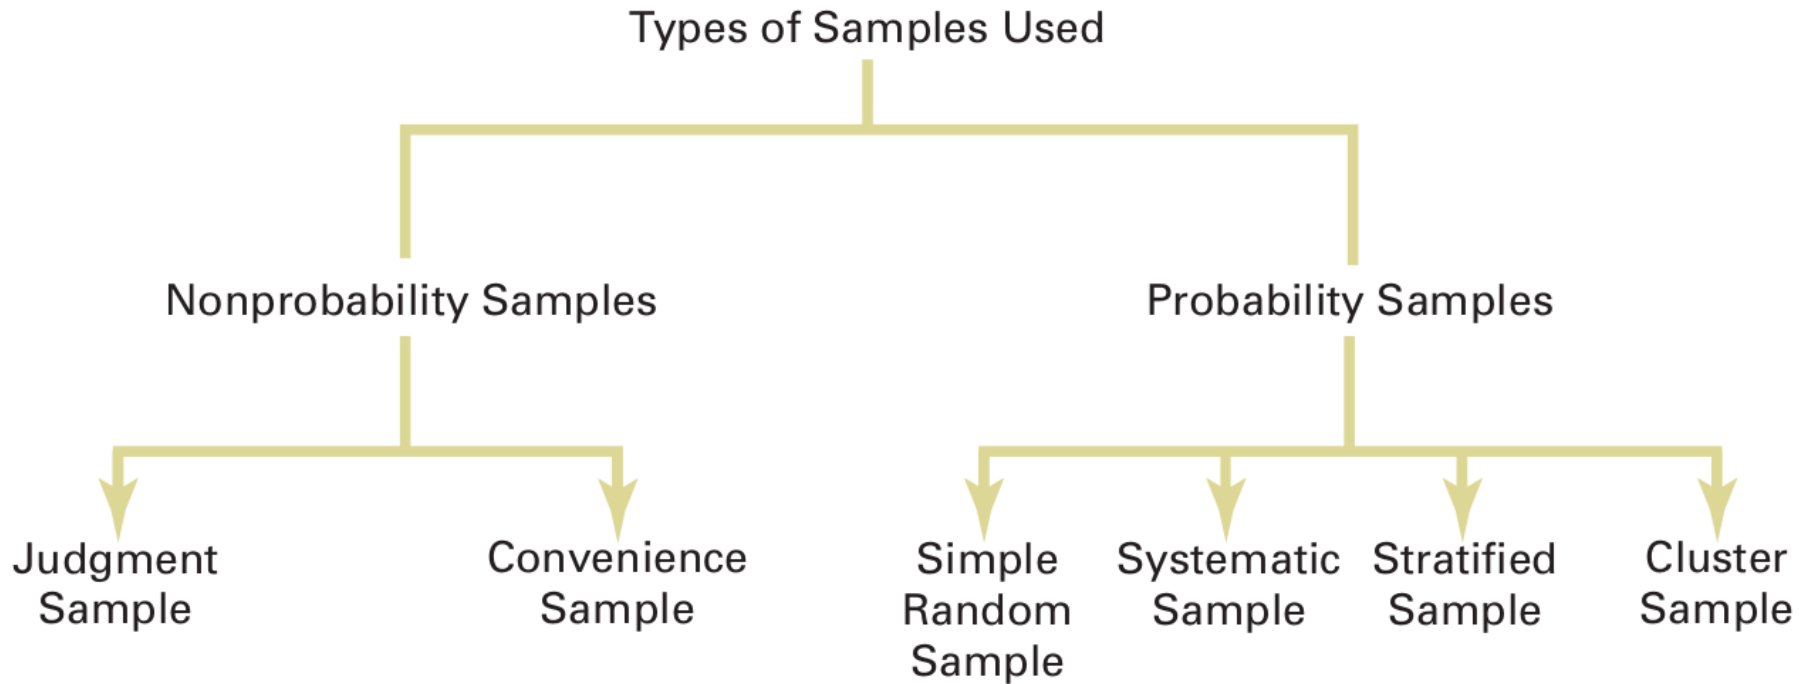 Types of Samples Used
Nonprobability Samples
Probability Samples
Judgment
Sample
Convenience
Sample
Simple
Random
Sample
Systematic
Sample
Stratified
Sample
Cluster
Sample